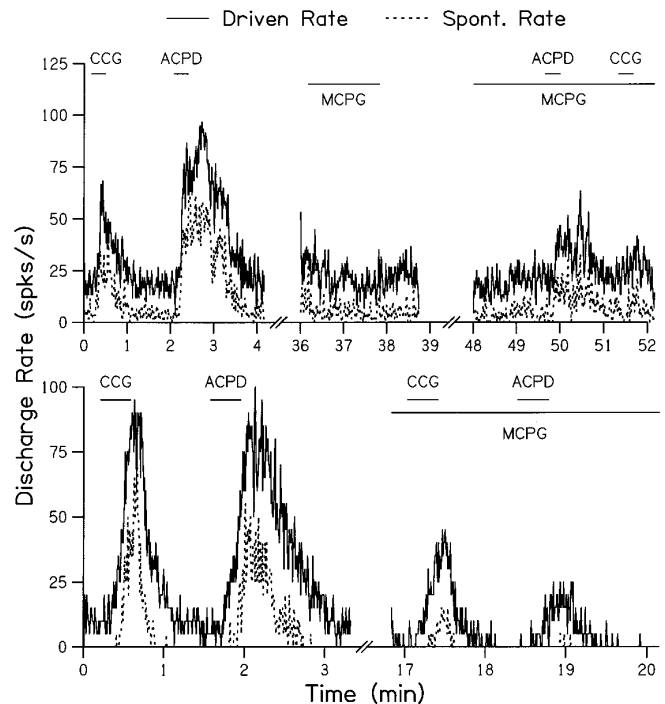 Driven Rate Spont. Rate
CCG ACPD ACPD CCG
MCPG MCPG
125
100
75
50
25
0
0 1 2 3 4 36 37 38 39 48 49 50 51 52
Discharge Rate (spks/s)
CCG ACPD CCG ACPD
MCPG
100
75
50
25
0
0 1 2 3 17 18 19 20
Time (min)